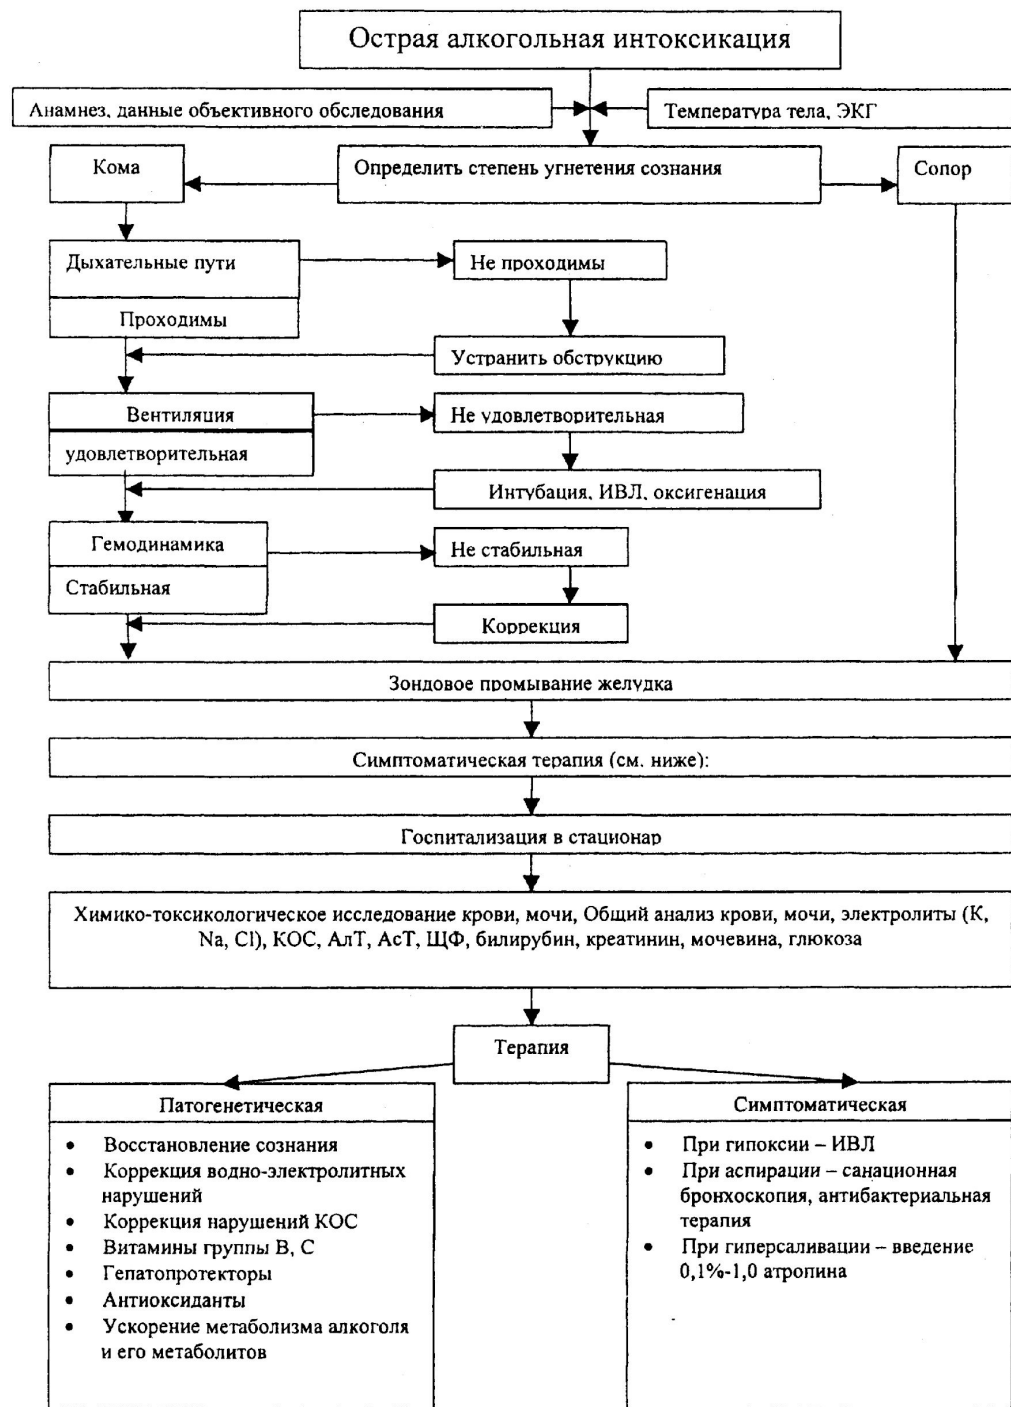 Острая алкогольная интоксикация
Анамнез, данные объективного обследования
Температура тела, ЭКГ
Кома
Определить степень угнетения сознания
Сопор
Дыхательные пути
Не проходимы
Проходимы
Устранить обструкцию
Вентиляция
Не удовлетворительная
удовлетворительная
Интубация, ИВЛ, оксигенация
Гемодинамика
Не стабильная
Стабильная
Коррекция
Зондовое промывание желудка
Симптоматическая терапия (см. ниже):
Госпитализация в стационар
Химико-токсикологическое исследование крови, мочи, Общий анализ крови, мочи, электролиты (К,
Na, Cl), КОС, АлТ, АсТ, ЩФ, билирубин, креатинин, мочевина, глюкоза
Терапия
Патогенетическая
• Восстановление сознания
• Коррекция водно-электролитных
нарушений
• Коррекция нарушений КОС
• Витамины группы В, С
• Гепатопротекторы
• Антиоксиданты
• Ускорение метаболизма алкоголя
и его метаболитов
Симптоматическая
• При гипоксии – ИВЛ
• При аспирации – санационная
бронхоскопия, антибактериальная
терапия
• При гиперсаливации – введение
0,1%-1,0 атропина